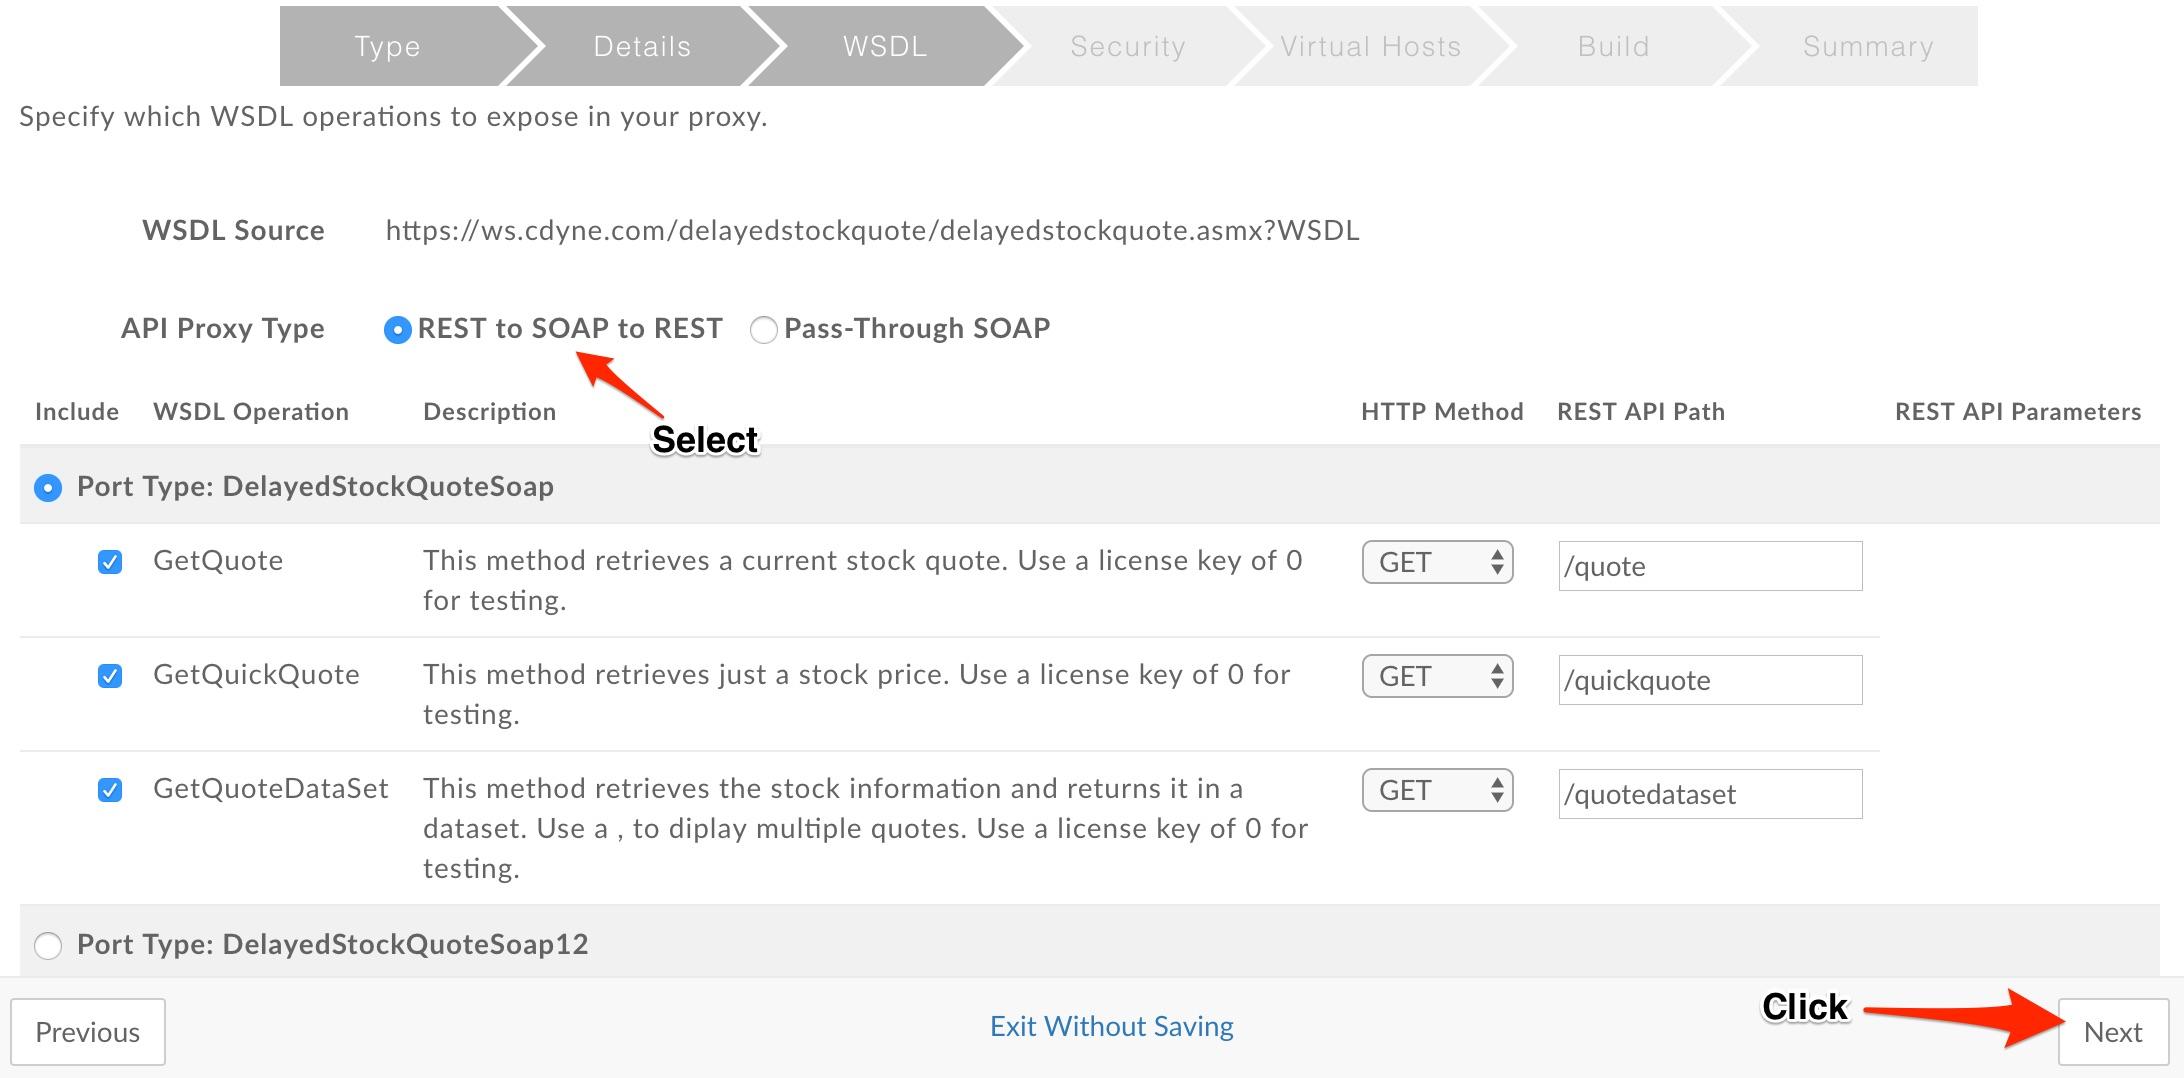 Type Details WSDL Security Virtual Hosts Build Summary
Specify which WSDL operations to expose in your proxy.
WSDL Source https://ws.cdyne.com/delayedstockquote/delayedstockquote.asmx?WSDL
API Proxy Type REST to SOAP to REST Pass-Through SOAP
Include WSDL Operation Description HTTP Method REST API Path REST API Parameters
Select
Port Type: DelayedStockQuoteSoap
GetQuote This method retrieves a current stock quote. Use a license key of 0 GET /quote
for testing.
GetQuickQuote This method retrieves just a stock price. Use a license key of 0 for GET /quickquote
testing.
GetQuoteDataSet This method retrieves the stock information and returns it in a GET /quotedataset
dataset. Use a , to diplay multiple quotes. Use a license key of 0 for
testing.
Port Type: DelayedStockQuoteSoap12
Click
Previous Exit Without Saving Next